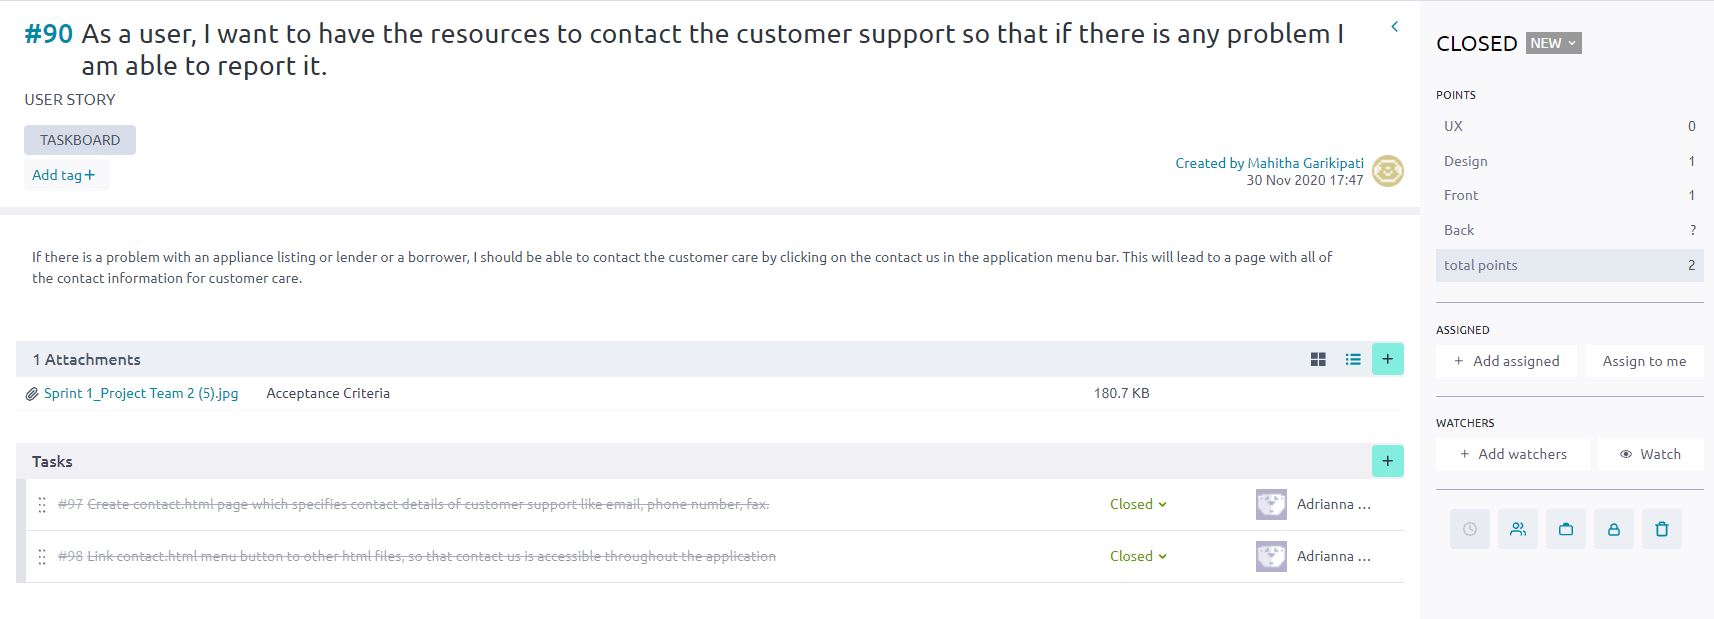 #90 As a user, I want to have the resources to contact the customer support so that if there is any problem I
am able to report it.
USER STORY
TASKBOARD
Add tag +
Created by Mahitha Garikipati
30 Nov 2020 17:47
If there is a problem with an appliance listing or lender or a borrower, I should be able to contact the customer care by clicking on the contact us in the application menu bar. This will lead to a page with all of
the contact information for customer care.
1 Attachments
+
Sprint 1_Project Team 2 (5).jpg Acceptance Criteria 180.7 KB
Tasks
+
#97 Create contact.html page which specifies contact details of customer support like email, phone number, fax. Closed Adrianna ...
#98 Link contact.html menu button to other html files, so that contact us is accessible throughout the application Closed Adrianna ...
CLOSED NEW
POINTS
UX 0
Design 1
Front 1
Back ?
total points 2
ASSIGNED
+ Add assigned Assign to me
WATCHERS
+ Add watchers Watch